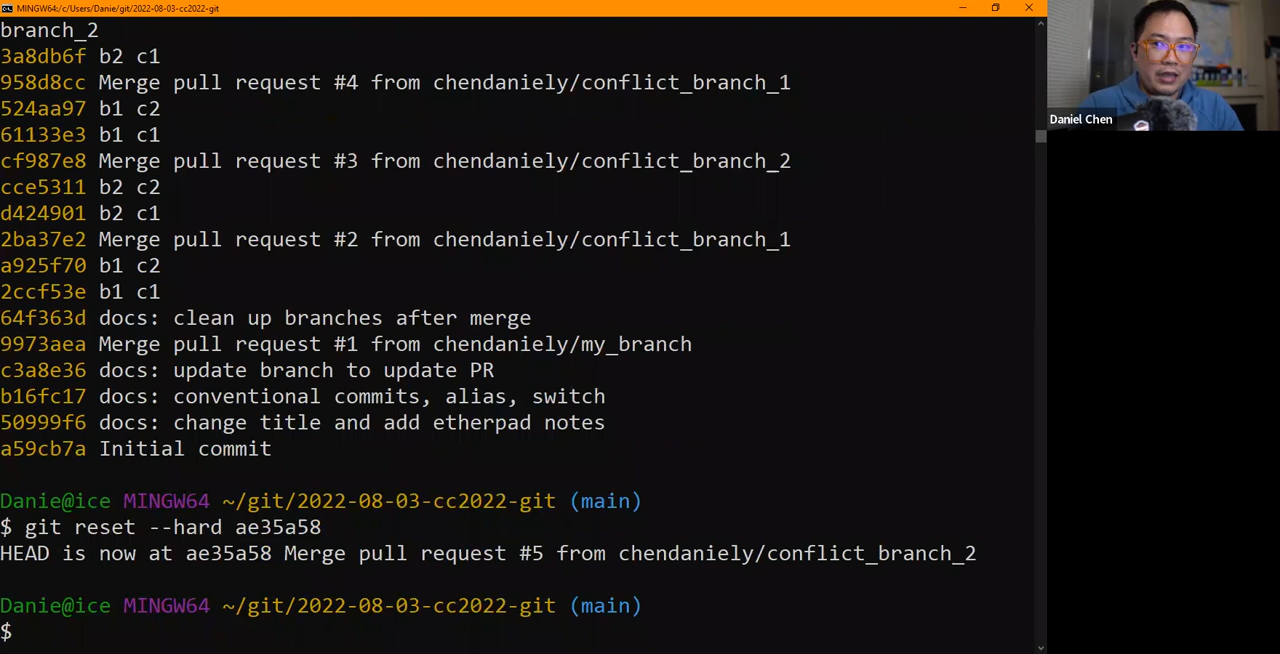 MINGW64:/c/Users/Danie/git/2022-08-03-cc2022-git
branch_2
3a8db6f b2 c1
958d8cc Merge pull request #4 from chendaniely/conflict_branch_1
524aa97 b1 c2
61133e3 b1 c1
cf987e8 Merge pull request #3 from chendaniely/conflict_branch_2
cce5311 b2 c2
d424901 b2 c1
2ba37e2 Merge pull request #2 from chendaniely/conflict_branch_1
a925f70 b1 c2
2ccf53e b1 c1
64f363d docs: clean up branches after merge
9973aea Merge pull request #1 from chendaniely/my_branch
c3a8e36 docs: update branch to update PR
b16fc17 docs: conventional commits, alias, switch
50999f6 docs: change title and add etherpad notes
a59cb7a Initial commit
Danie@ice MINGW64 ~/git/2022-08-03-cc2022-git (main)
$ git reset --hard ae35a58
HEAD is now at ae35a58 Merge pull request #5 from chendaniely/conflict_branch_2
Danie@ice MINGW64 ~/git/2022-08-03-cc2022-git (main)
$
Daniel Chen